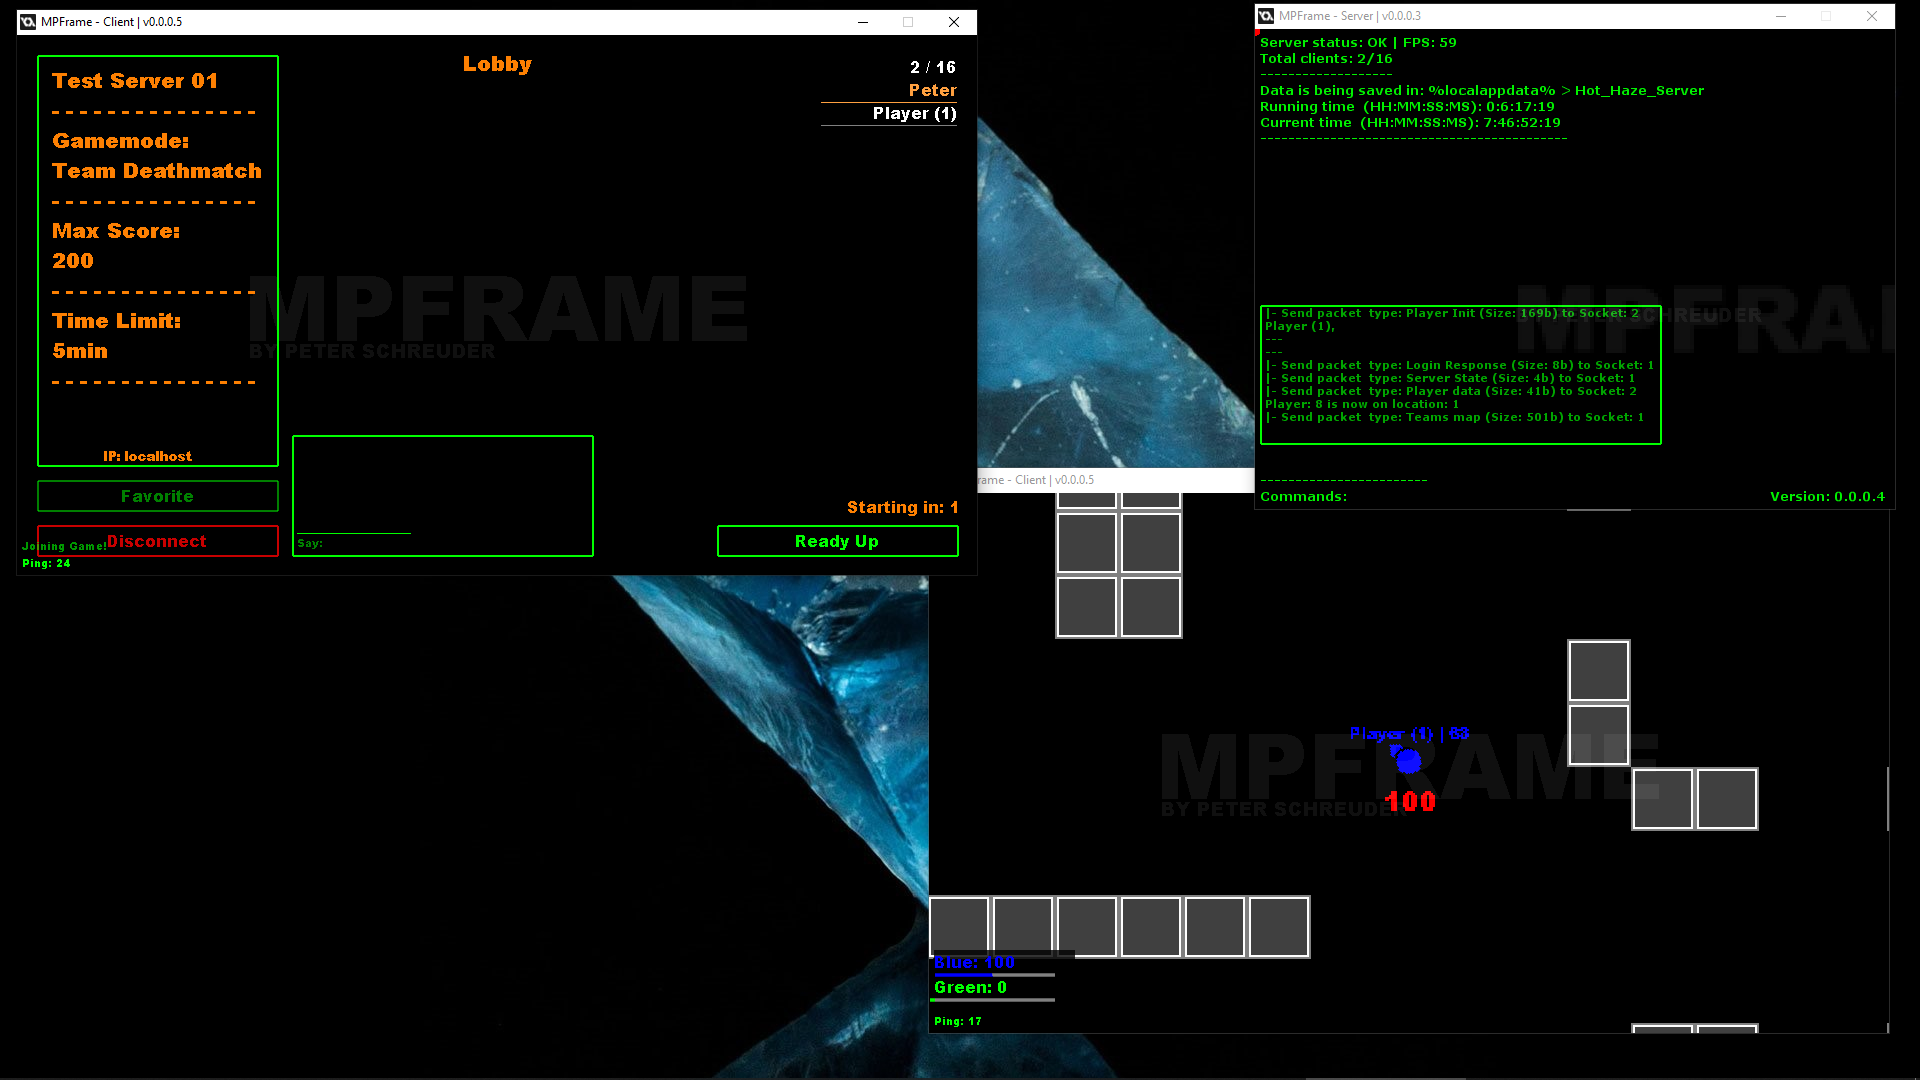 MPFrame - Client | v0.0.0.5
Test Server 01
- - - - - - - - - - - - - -
Gamemode:
Team Deathmatch
- - - - - - - - - - - - - -
Max Score:
200
- - - - - - - - - - - - - -
Time Limit:
5min
- - - - - - - - - - - - - -
IP: localhost
Favorite
Disconnect
Joining Game!
Ping: 24
Lobby
MPFRAME
BY PETER SCHREUDER
Say:
2 / 16
Peter
Player (1)
Starting in: 1
Ready Up
MPFrame - Server | v0.0.0.3
Server status: OK | FPS: 59
Total clients: 2/16
-------------------
Data is being saved in: %localappdata% > Hot_Haze_Server
Running time  (HH:MM:SS:MS): 0:6:17:19
Current time  (HH:MM:SS:MS): 7:46:52:19
--------------------------------------------
|- Send packet  type: Player Init (Size: 169b) to Socket: 2
Player (1),
---
---
|- Send packet  type: Login Response (Size: 8b) to Socket: 1
|- Send packet  type: Server State (Size: 4b) to Socket: 1
|- Send packet  type: Player data (Size: 41b) to Socket: 2
Player: 8 is now on location: 1
|- Send packet  type: Teams map (Size: 501b) to Socket: 1
MPFRA
SCHREUDER
------------------------
Commands:
Version: 0.0.0.4
rame - Client | v0.0.0.5
Player (1) | 63
MPFRAME
BY PETER SCHREUDER
100
Blue: 100
Green: 0
Ping: 17